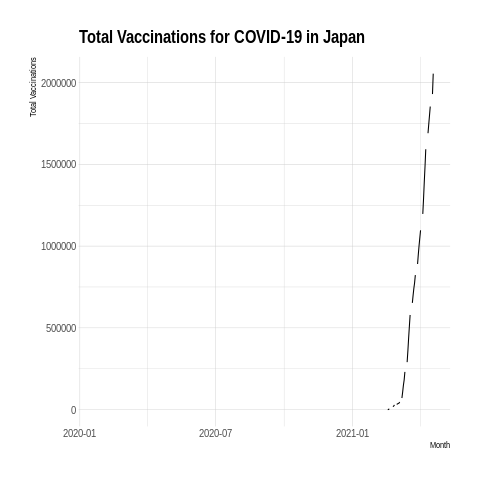 Total Vaccinations for COVID-19 in Japan
Total Vaccinations
2000000
1500000
1000000
500000
0
2020-01
2020-07
2021-01
Month